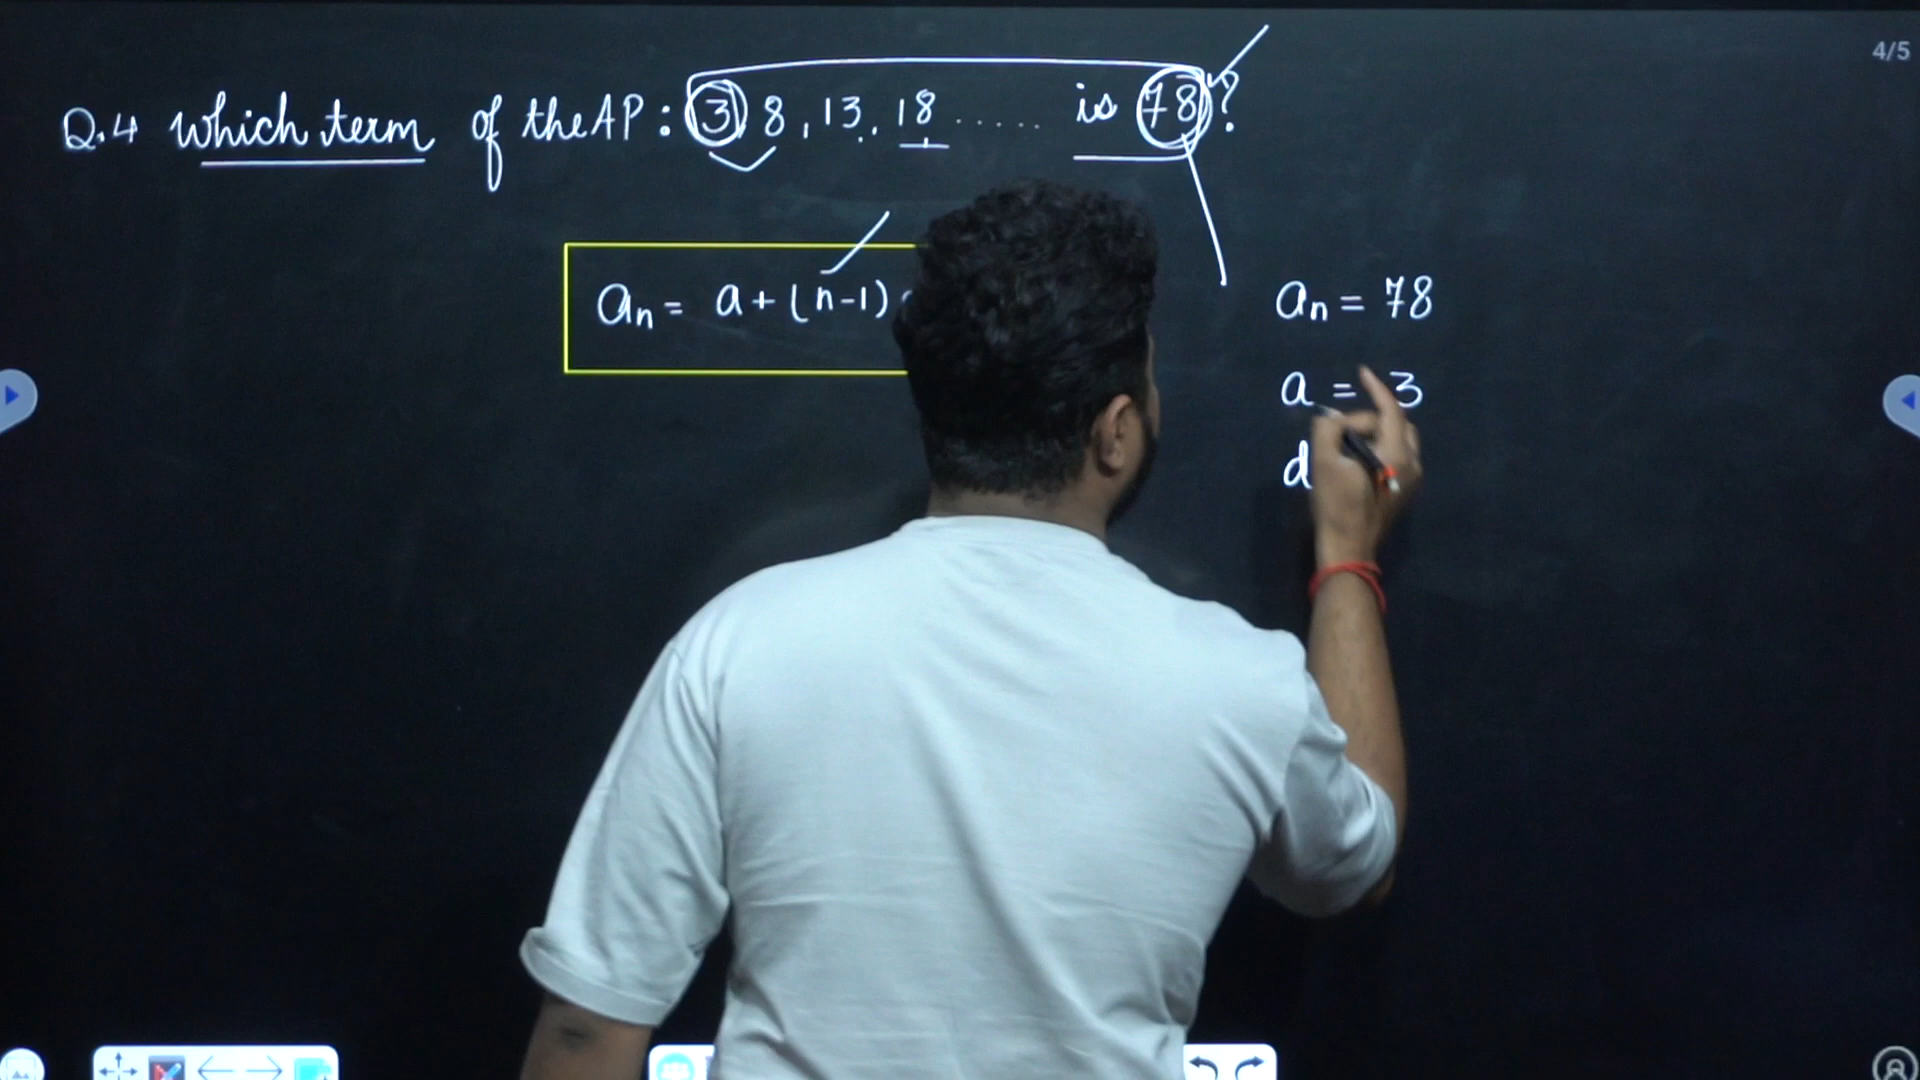 4/5
Q.4 which term of the AP : 3, 8, 13, 18 ..... is 78 ?
an = a + (n-1)
an = 78
a = 3
d